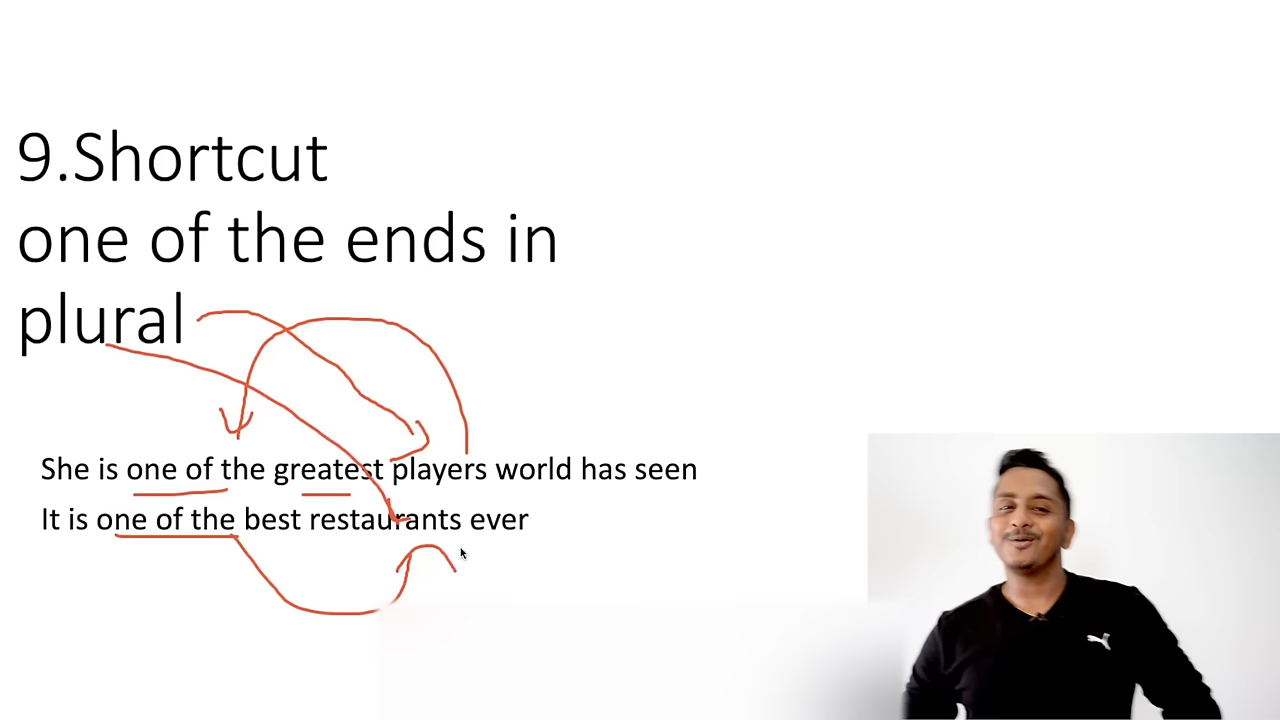 9.Shortcut
one of the ends in
plural
She is one of the greatest players world has seen
It is one of the best restaurants ever